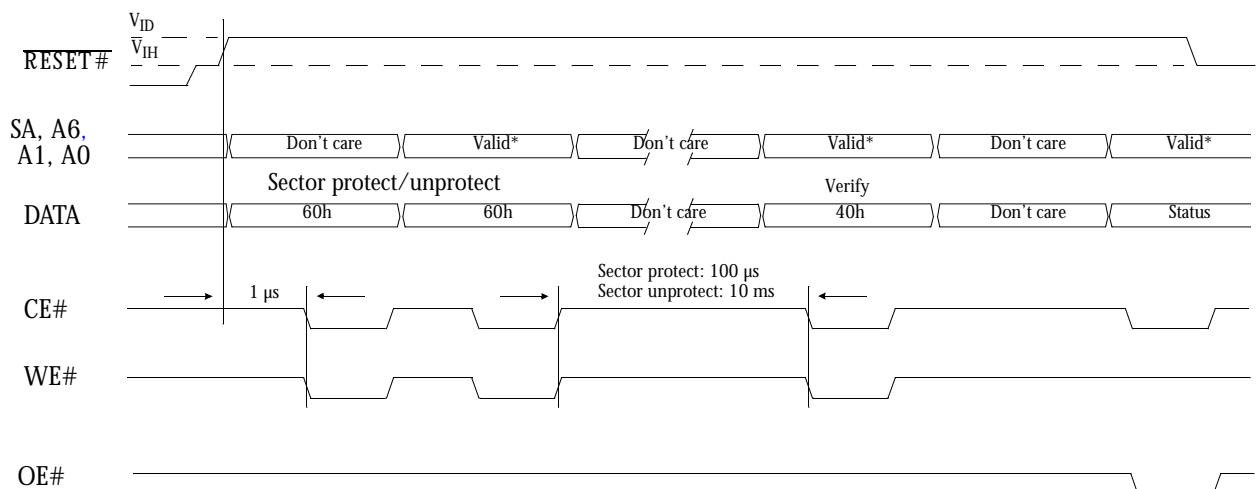 V_ID
V_IH
RESET#
SA, A6,
A1, A0
Don't care Valid* Don't care Valid* Don't care Valid*
Sector protect/unprotect Verify
DATA 60h 60h Don't care 40h Don't care Status
Sector protect: 100 µs
Sector unprotect: 10 ms
1 µs
CE#
WE#
OE#